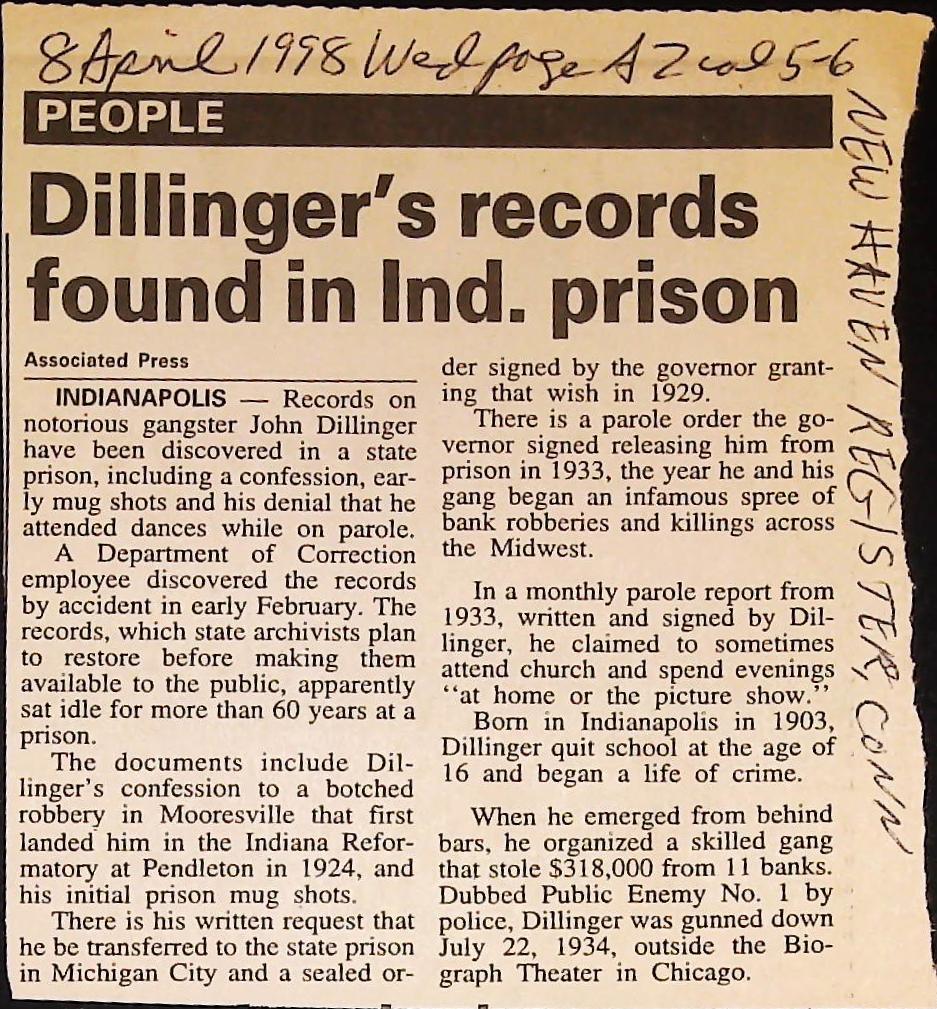 8 April 1998 Wed page A2 col 5-6
NEW HAVEN REGISTER, CONN
PEOPLE
Dillinger's records
found in Ind. prison
Associated Press
INDIANAPOLIS — Records on
notorious gangster John Dillinger
have been discovered in a state
prison, including a confession, ear-
ly mug shots and his denial that he
attended dances while on parole.
A Department of Correction
employee discovered the records
by accident in early February. The
records, which state archivists plan
to restore before making them
available to the public, apparently
sat idle for more than 60 years at a
prison.
The documents include Dil-
linger's confession to a botched
robbery in Mooresville that first
landed him in the Indiana Refor-
matory at Pendleton in 1924, and
his initial prison mug shots.
There is his written request that
he be transferred to the state prison
in Michigan City and a sealed or-
der signed by the governor grant-
ing that wish in 1929.
There is a parole order the go-
vernor signed releasing him from
prison in 1933, the year he and his
gang began an infamous spree of
bank robberies and killings across
the Midwest.
In a monthly parole report from
1933, written and signed by Dil-
linger, he claimed to sometimes
attend church and spend evenings
"at home or the picture show."
Born in Indianapolis in 1903,
Dillinger quit school at the age of
16 and began a life of crime.
When he emerged from behind
bars, he organized a skilled gang
that stole $318,000 from 11 banks.
Dubbed Public Enemy No. 1 by
police, Dillinger was gunned down
July 22, 1934, outside the Bio-
graph Theater in Chicago.